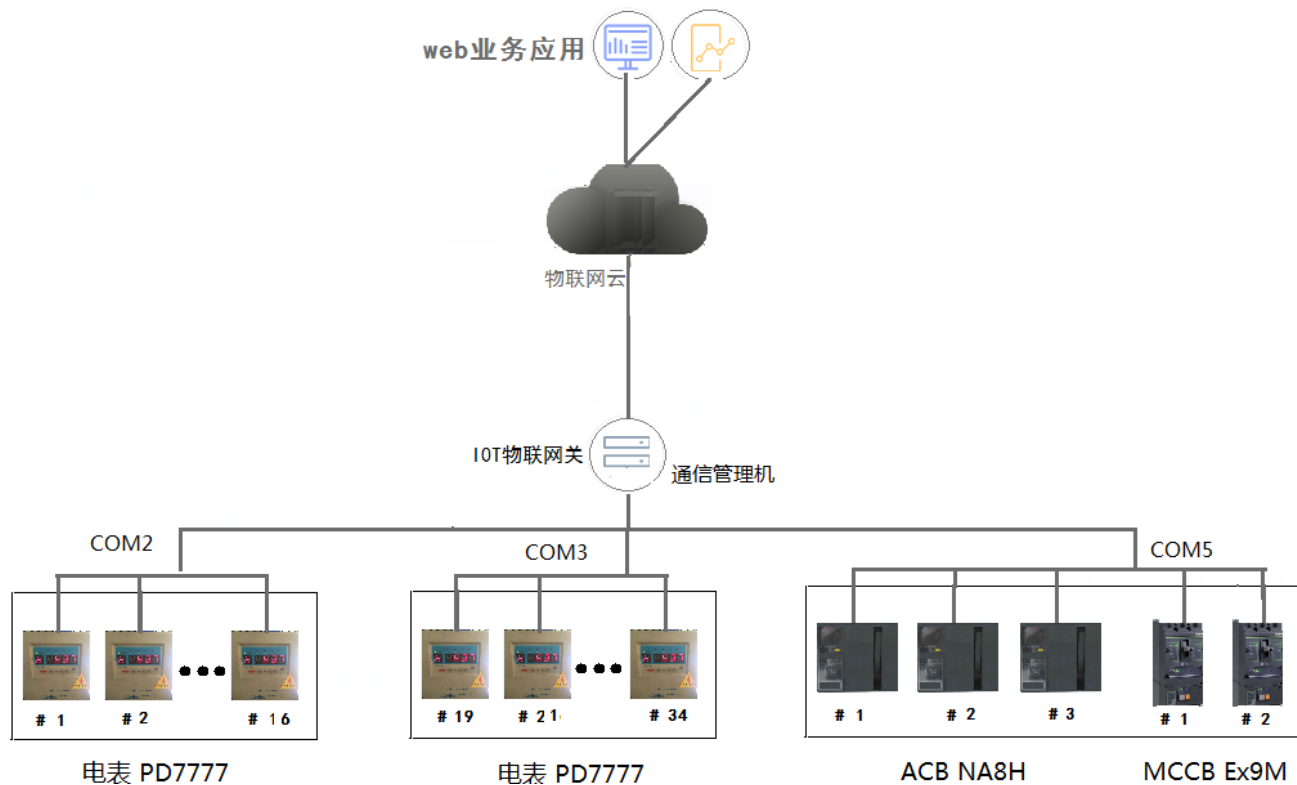 web业务应用
物联网云
IOT物联网关
通信管理机
COM2
COM3
COM5
# 1
# 2
# 16
# 19
# 34
# 1
# 2
# 3
# 1
# 2
电表 PD7777
电表 PD7777
ACB NA8H
MCCB Ex9M